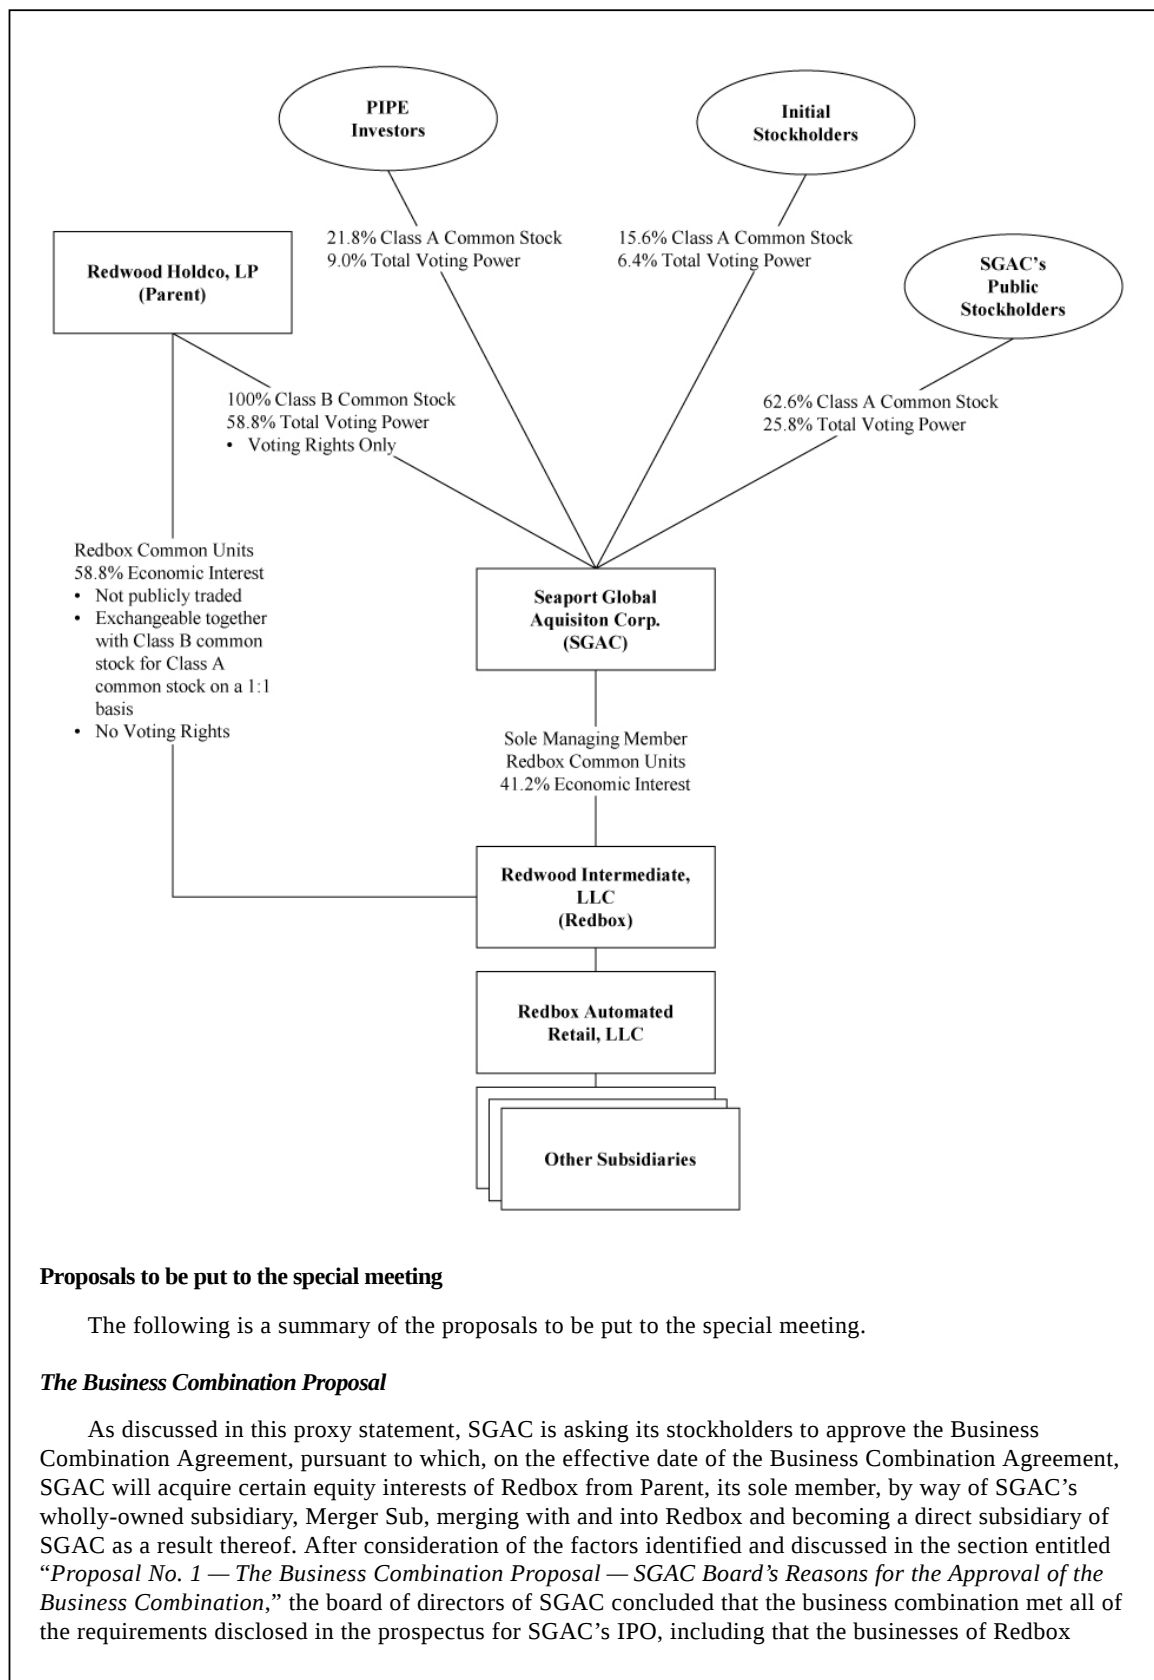 PIPE
Investors
Initial
Stockholders
21.8% Class A Common Stock
9.0% Total Voting Power
15.6% Class A Common Stock
6.4% Total Voting Power
Redwood Holdco, LP
(Parent)
SGAC’s
Public
Stockholders
100% Class B Common Stock
58.8% Total Voting Power
• Voting Rights Only
62.6% Class A Common Stock
25.8% Total Voting Power
Redbox Common Units
58.8% Economic Interest
• Not publicly traded
• Exchangeable together
with Class B common
stock for Class A
common stock on a 1:1
basis
• No Voting Rights
Seaport Global
Aquisiton Corp.
(SGAC)
Sole Managing Member
Redbox Common Units
41.2% Economic Interest
Redwood Intermediate,
LLC
(Redbox)
Redbox Automated
Retail, LLC
Other Subsidiaries
Proposals to be put to the special meeting
The following is a summary of the proposals to be put to the special meeting.
The Business Combination Proposal
As discussed in this proxy statement, SGAC is asking its stockholders to approve the Business
Combination Agreement, pursuant to which, on the effective date of the Business Combination Agreement,
SGAC will acquire certain equity interests of Redbox from Parent, its sole member, by way of SGAC’s
wholly-owned subsidiary, Merger Sub, merging with and into Redbox and becoming a direct subsidiary of
SGAC as a result thereof. After consideration of the factors identified and discussed in the section entitled
“Proposal No. 1 — The Business Combination Proposal — SGAC Board’s Reasons for the Approval of the
Business Combination,” the board of directors of SGAC concluded that the business combination met all of
the requirements disclosed in the prospectus for SGAC’s IPO, including that the businesses of Redbox